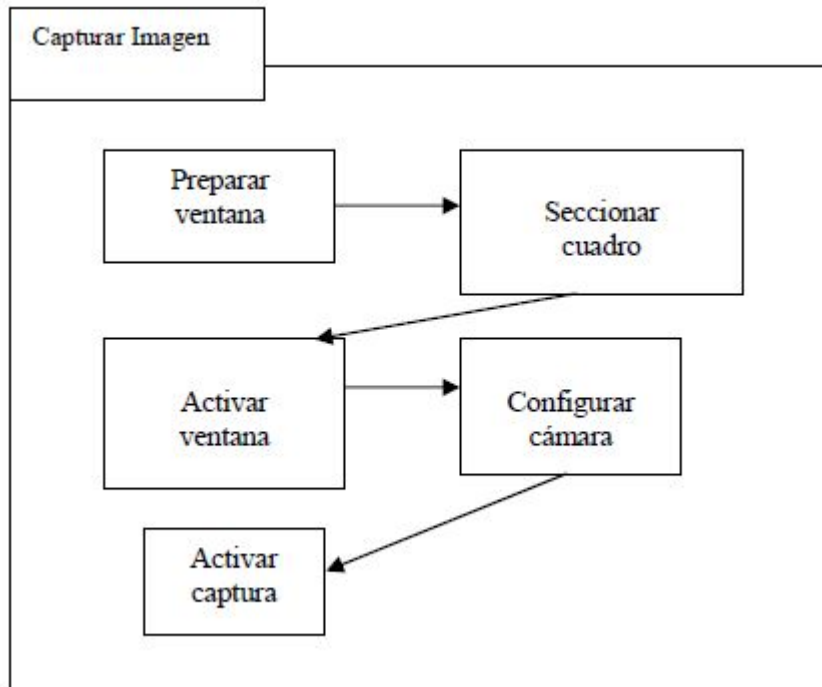 Capturar Imagen
Preparar
ventana
Seccionar
cuadro
Activar
ventana
Configurar
cámara
Activar
captura